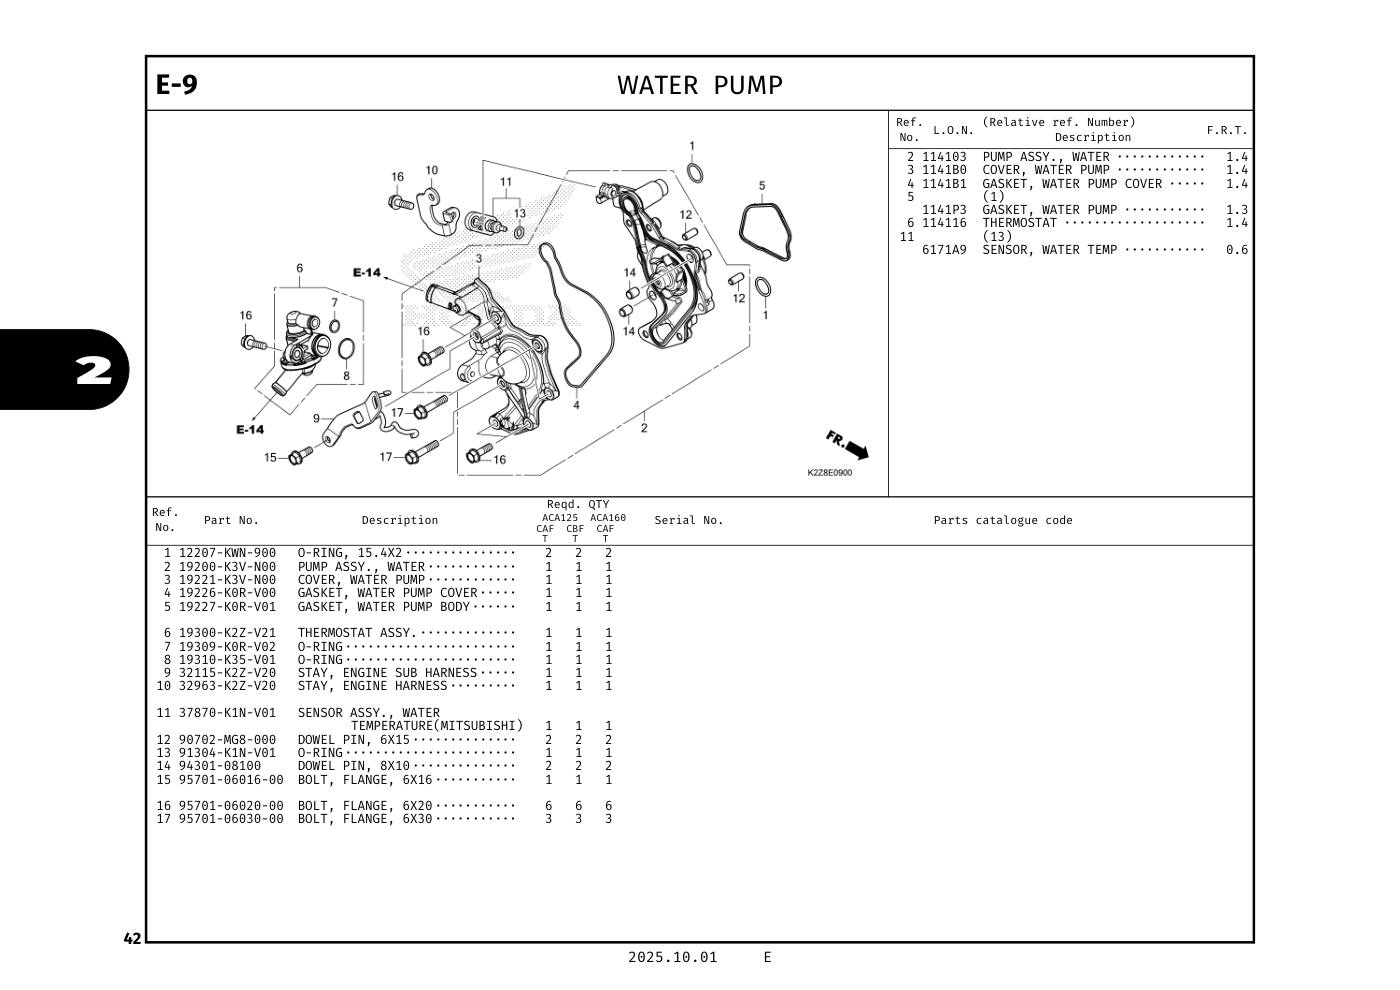 E-9 WATER PUMP
Ref. No. L.O.N. (Relative ref. Number) Description F.R.T.
2 114103 PUMP ASSY., WATER ············ 1.4
3 1141B0 COVER, WATER PUMP ············ 1.4
4 1141B1 GASKET, WATER PUMP COVER ····· 1.4
5 (1)
1141P3 GASKET, WATER PUMP ··········· 1.3
6 114116 THERMOSTAT ··················· 1.4
11 (13)
6171A9 SENSOR, WATER TEMP ··········· 0.6
1
16
10
11
13
12
5
3
E-14
6
7
16
8
E-14
16
14
14
12
1
4
2
9
17
15
17
16
FR.
K2Z8E0900
2
Ref. No. Part No. Description Reqd. QTY Serial No. Parts catalogue code
ACA125 ACA160
CAF CBF CAF
T T T
1 12207-KWN-900 O-RING, 15.4X2··············· 2 2 2
2 19200-K3V-N00 PUMP ASSY., WATER············ 1 1 1
3 19221-K3V-N00 COVER, WATER PUMP············ 1 1 1
4 19226-K0R-V00 GASKET, WATER PUMP COVER····· 1 1 1
5 19227-K0R-V01 GASKET, WATER PUMP BODY······ 1 1 1
6 19300-K2Z-V21 THERMOSTAT ASSY.············· 1 1 1
7 19309-K0R-V02 O-RING······················· 1 1 1
8 19310-K35-V01 O-RING······················· 1 1 1
9 32115-K2Z-V20 STAY, ENGINE SUB HARNESS····· 1 1 1
10 32963-K2Z-V20 STAY, ENGINE HARNESS········· 1 1 1
11 37870-K1N-V01 SENSOR ASSY., WATER
TEMPERATURE(MITSUBISHI) 1 1 1
12 90702-MG8-000 DOWEL PIN, 6X15·············· 2 2 2
13 91304-K1N-V01 O-RING······················· 1 1 1
14 94301-08100 DOWEL PIN, 8X10·············· 2 2 2
15 95701-06016-00 BOLT, FLANGE, 6X16··········· 1 1 1
16 95701-06020-00 BOLT, FLANGE, 6X20··········· 6 6 6
17 95701-06030-00 BOLT, FLANGE, 6X30··········· 3 3 3
42
2025.10.01 E